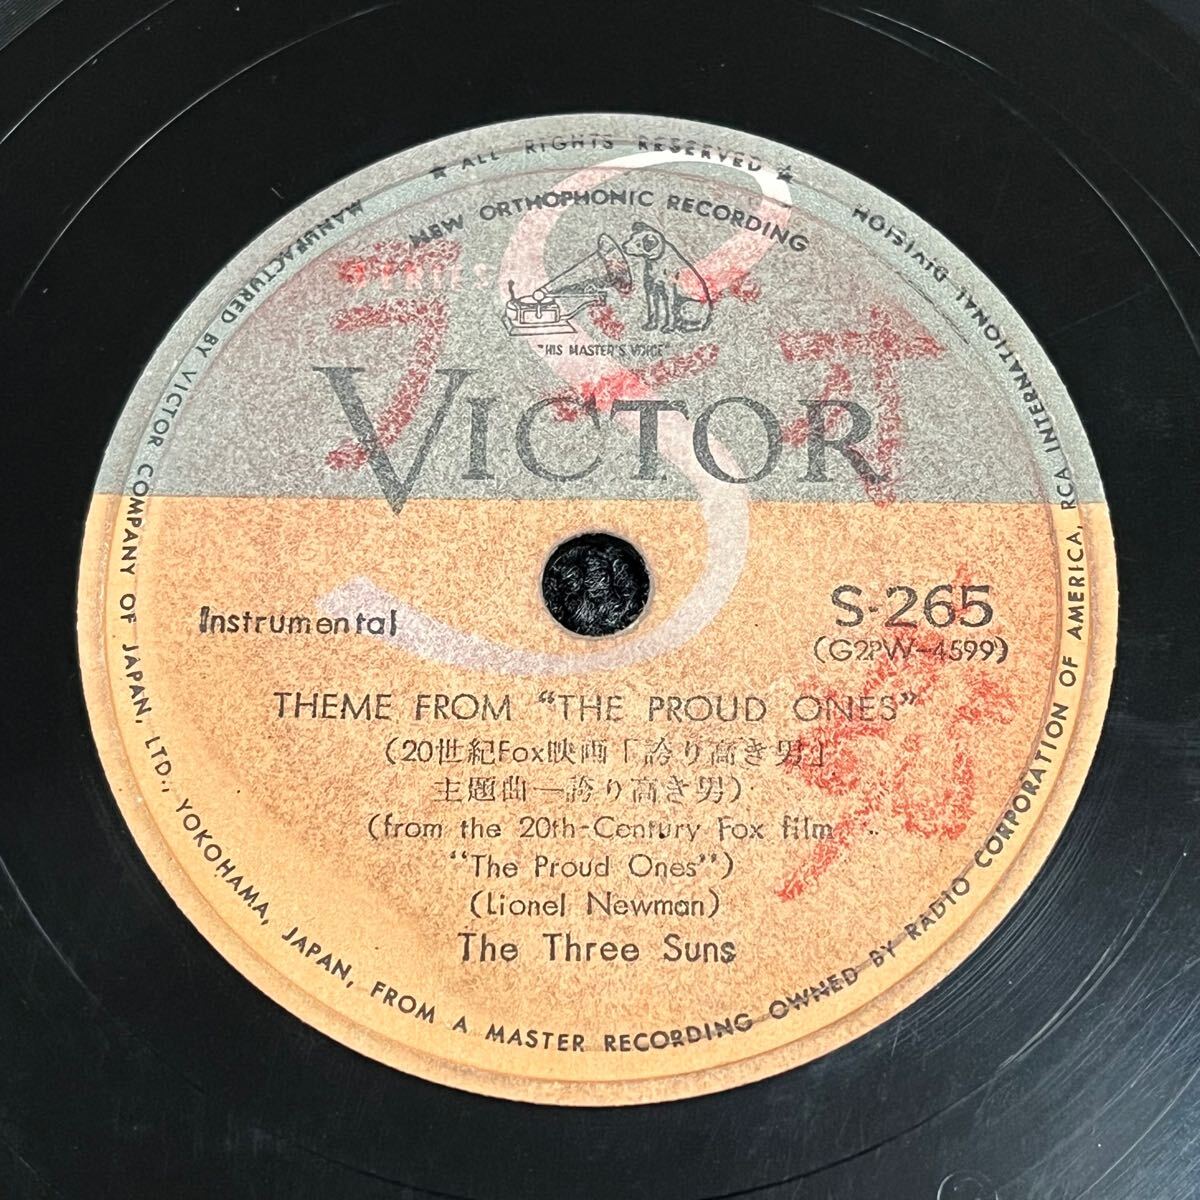 ★ ALL RIGHTS RESERVED ★
NEW ORTHOPHONIC RECORDING
SERIES
"HIS MASTER'S VOICE"
VICTOR
S
Instrumental
S-265
(G2PW-4599)
THEME FROM "THE PROUD ONES"
(20世紀Fox映画「誇り高き男」
主題曲―誇り高き男)
(from the 20th-Century Fox film
"The Proud Ones")
(Lionel Newman)
The Three Suns
MANUFACTURED BY VICTOR COMPANY OF JAPAN, LTD., YOKOHAMA, JAPAN, FROM A MASTER RECORDING OWNED BY RADIO CORPORATION OF AMERICA, RCA INTERNATIONAL DIVISION